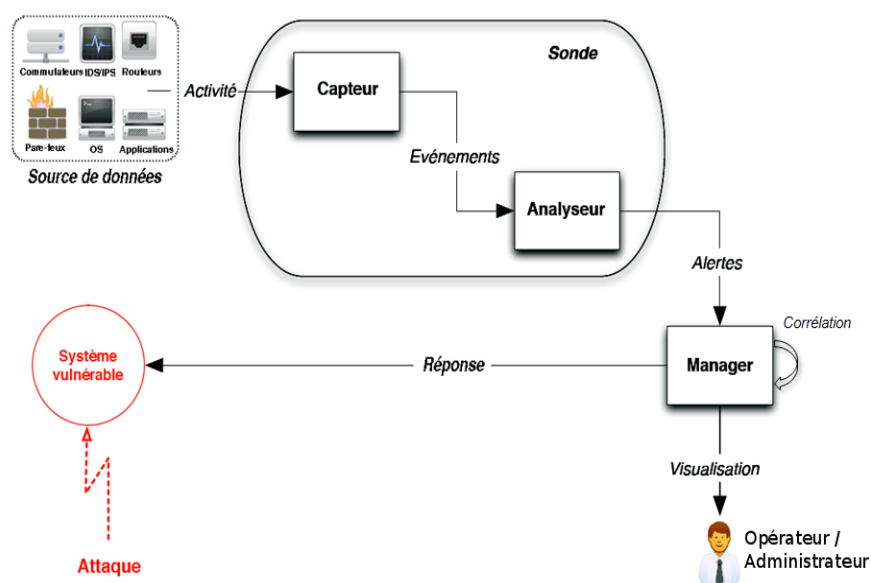 Commutateurs IDS/IPS Routeurs
Pare-feux OS Applications
Source de données
Activité
Sonde
Capteur
Evénements
Analyseur
Alertes
Corrélation
Manager
Réponse
Système
vulnérable
Attaque
Visualisation
Opérateur /
Administrateur